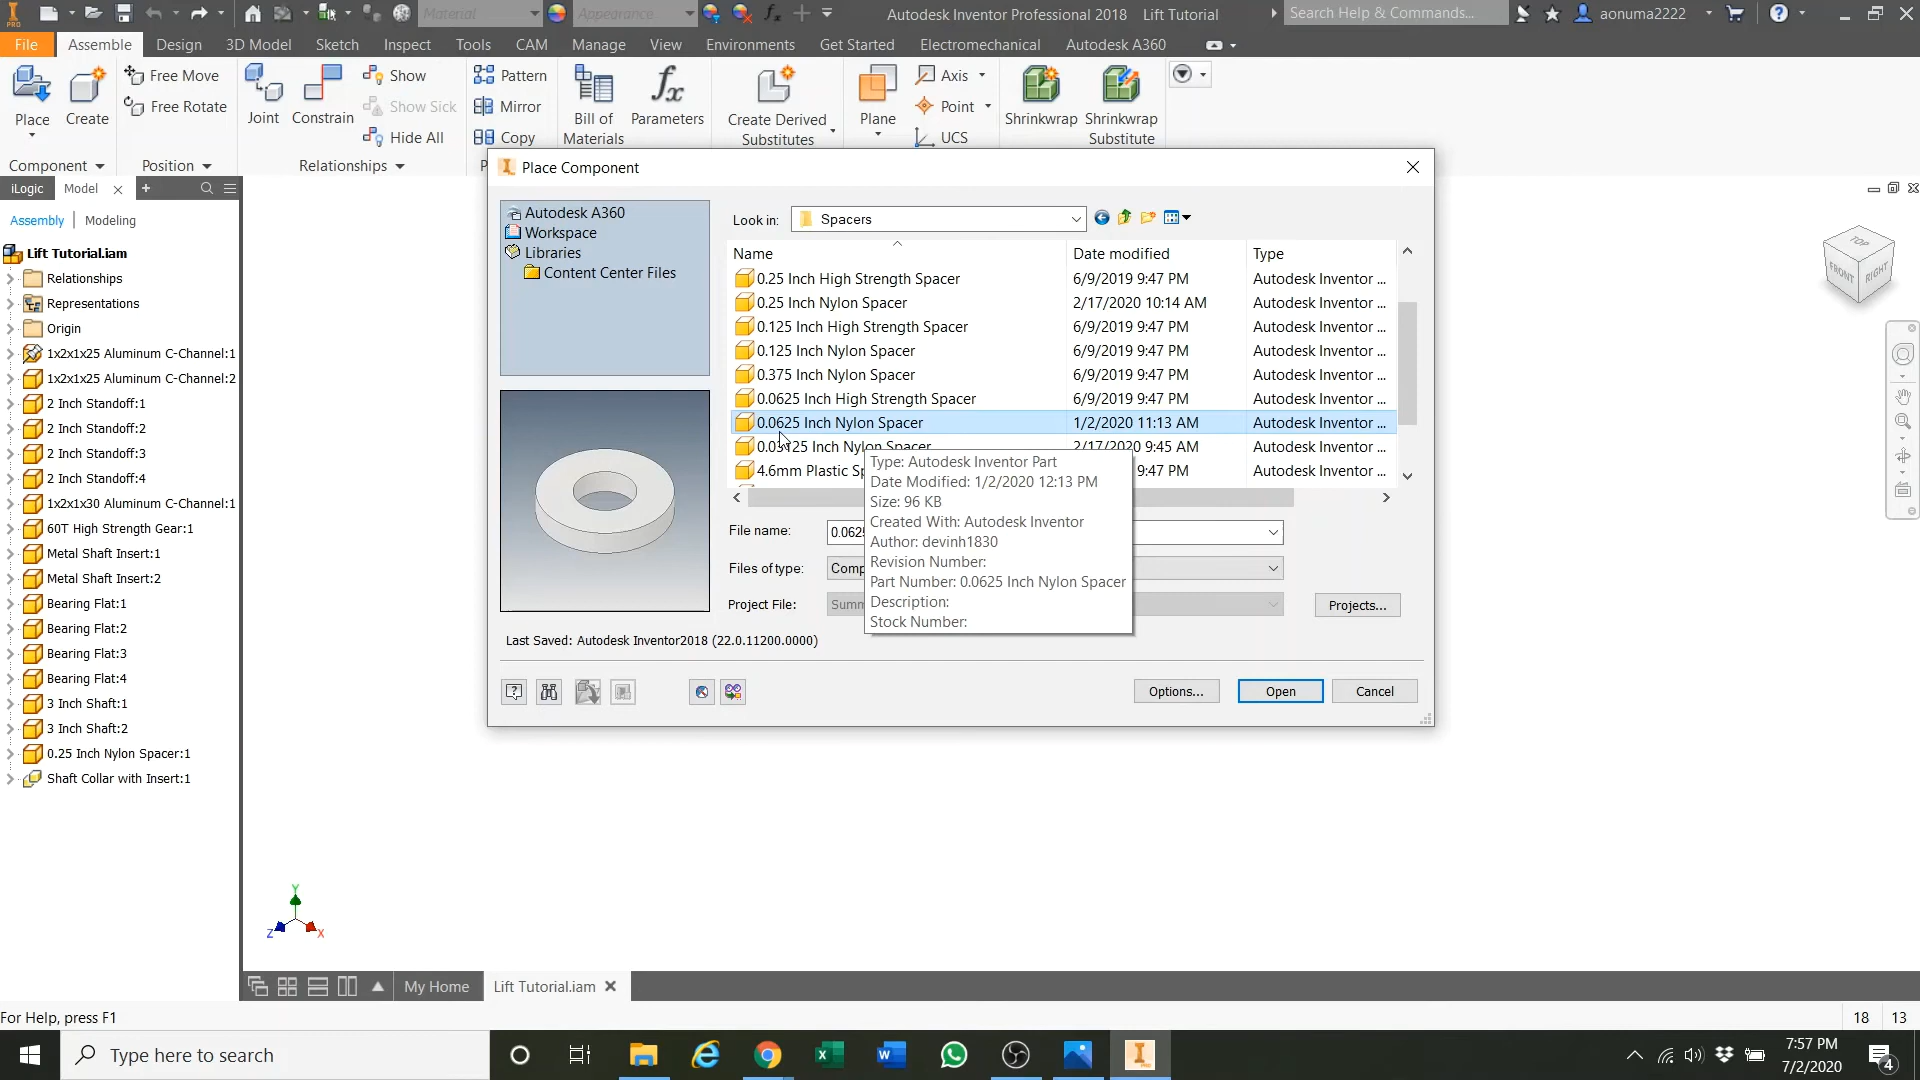 PRO
Material
Appearance
Autodesk Inventor Professional 2018 Lift Tutorial
Search Help & Commands...
aonuma2222
File Assemble Design 3D Model Sketch Inspect Tools CAM Manage View Environments Get Started Electromechanical Autodesk A360
Free Move
Free Rotate
Place
Create
Joint
Constrain
Show
Show Sick
Hide All
Pattern
Mirror
Copy
Bill of
Materials
Parameters
Create Derived
Substitutes
Plane
Axis
Point
UCS
Shrinkwrap
Shrinkwrap
Substitute
Component
Position
Relationships
P
iLogic
Model
Assembly
Modeling
Lift Tutorial.iam
Relationships
Representations
Origin
1x2x1x25 Aluminum C-Channel:1
1x2x1x25 Aluminum C-Channel:2
2 Inch Standoff:1
2 Inch Standoff:2
2 Inch Standoff:3
2 Inch Standoff:4
1x2x1x30 Aluminum C-Channel:1
60T High Strength Gear:1
Metal Shaft Insert:1
Metal Shaft Insert:2
Bearing Flat:1
Bearing Flat:2
Bearing Flat:3
Bearing Flat:4
3 Inch Shaft:1
3 Inch Shaft:2
0.25 Inch Nylon Spacer:1
Shaft Collar with Insert:1
Place Component
Autodesk A360
Workspace
Libraries
Content Center Files
Look in: Spacers
Name Date modified Type
0.25 Inch High Strength Spacer 6/9/2019 9:47 PM Autodesk Inventor ...
0.25 Inch Nylon Spacer 2/17/2020 10:14 AM Autodesk Inventor ...
0.125 Inch High Strength Spacer 6/9/2019 9:47 PM Autodesk Inventor ...
0.125 Inch Nylon Spacer 6/9/2019 9:47 PM Autodesk Inventor ...
0.375 Inch Nylon Spacer 6/9/2019 9:47 PM Autodesk Inventor ...
0.0625 Inch High Strength Spacer 6/9/2019 9:47 PM Autodesk Inventor ...
0.0625 Inch Nylon Spacer 1/2/2020 11:13 AM Autodesk Inventor ...
0.03125 Inch Nylon Spacer 2/17/2020 9:45 AM Autodesk Inventor ...
4.6mm Plastic Sp 9:47 PM Autodesk Inventor ...
Type: Autodesk Inventor Part
Date Modified: 1/2/2020 12:13 PM
Size: 96 KB
Created With: Autodesk Inventor
Author: devinh1830
Revision Number:
Part Number: 0.0625 Inch Nylon Spacer
Description:
Stock Number:
File name: 0.0625
Files of type: Comp
Project File: Summ
Projects...
Last Saved: Autodesk Inventor2018 (22.0.11200.0000)
Options...
Open
Cancel
TOP
FRONT
RIGHT
Y
Z
X
My Home
Lift Tutorial.iam
For Help, press F1
18 13
Type here to search
7:57 PM
7/2/2020
4